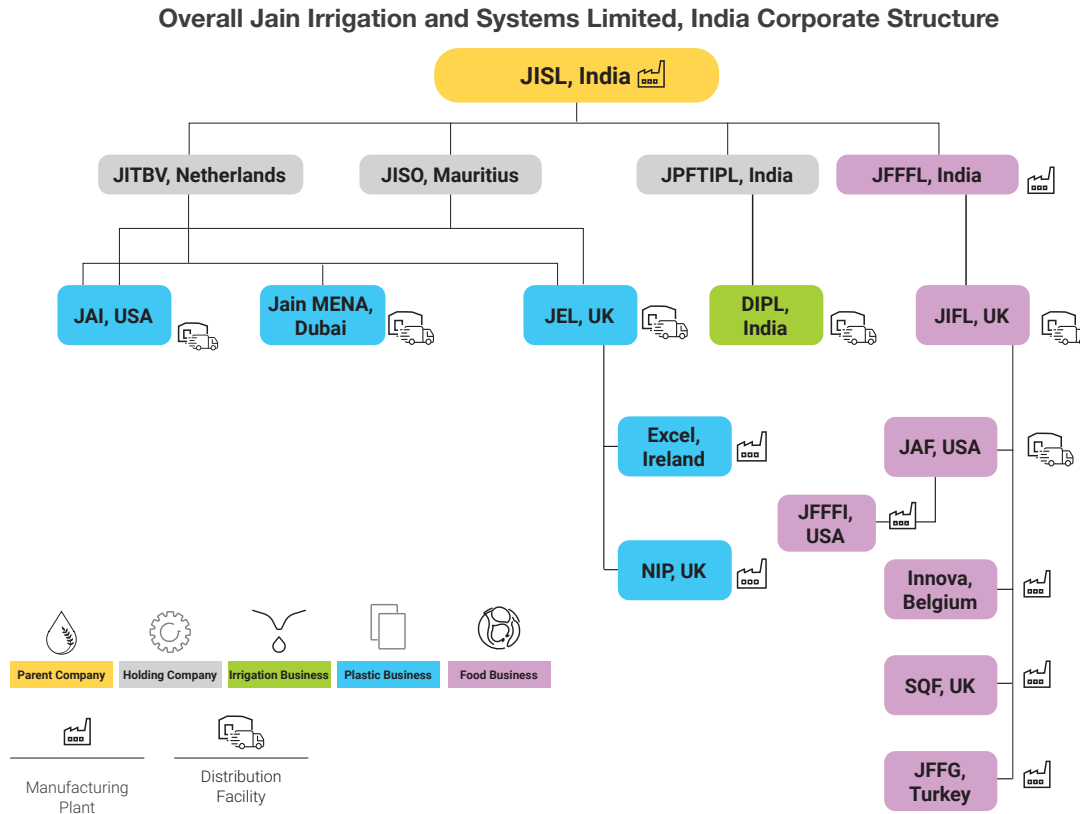 Overall Jain Irrigation and Systems Limited, India Corporate Structure
JISL, India
JITBV, Netherlands
JISO, Mauritius
JPFTIPL, India
JFFFL, India
JAI, USA
Jain MENA,
Dubai
JEL, UK
DIPL,
India
JIFL, UK
Excel,
Ireland
JAF, USA
JFFFI,
USA
NIP, UK
Innova,
Belgium
SQF, UK
JFFG,
Turkey
Parent Company
Holding Company
Irrigation Business
Plastic Business
Food Business
Manufacturing
Plant
Distribution
Facility